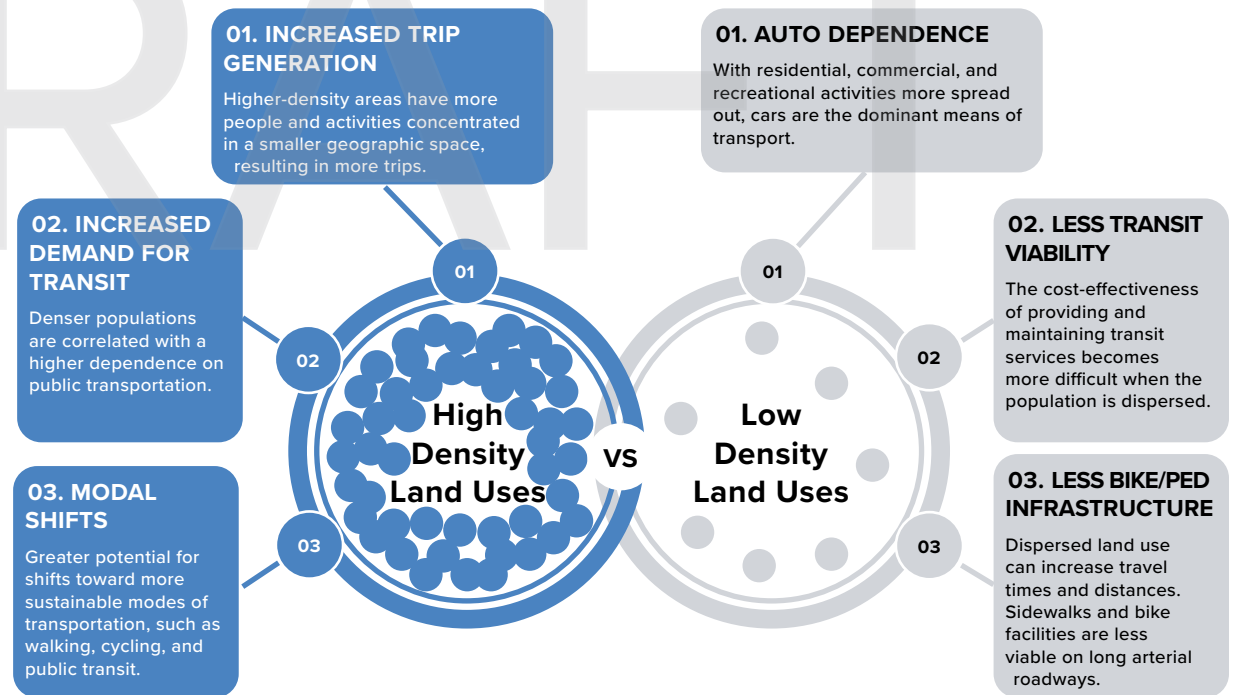 01. INCREASED TRIP
GENERATION
Higher-density areas have more
people and activities concentrated
in a smaller geographic space,
resulting in more trips.
02. INCREASED
DEMAND FOR
TRANSIT
Denser populations
are correlated with a
higher dependence on
public transportation.
03. MODAL
SHIFTS
Greater potential for
shifts toward more
sustainable modes of
transportation, such as
walking, cycling, and
public transit.
01
02
03
High
Density
Land Uses
VS
Low
Density
Land Uses
01
02
03
01. AUTO DEPENDENCE
With residential, commercial, and
recreational activities more spread
out, cars are the dominant means of
transport.
02. LESS TRANSIT
VIABILITY
The cost-effectiveness
of providing and
maintaining transit
services becomes
more difficult when the
population is dispersed.
03. LESS BIKE/PED
INFRASTRUCTURE
Dispersed land use
can increase travel
times and distances.
Sidewalks and bike
facilities are less
viable on long arterial
roadways.
RAFT